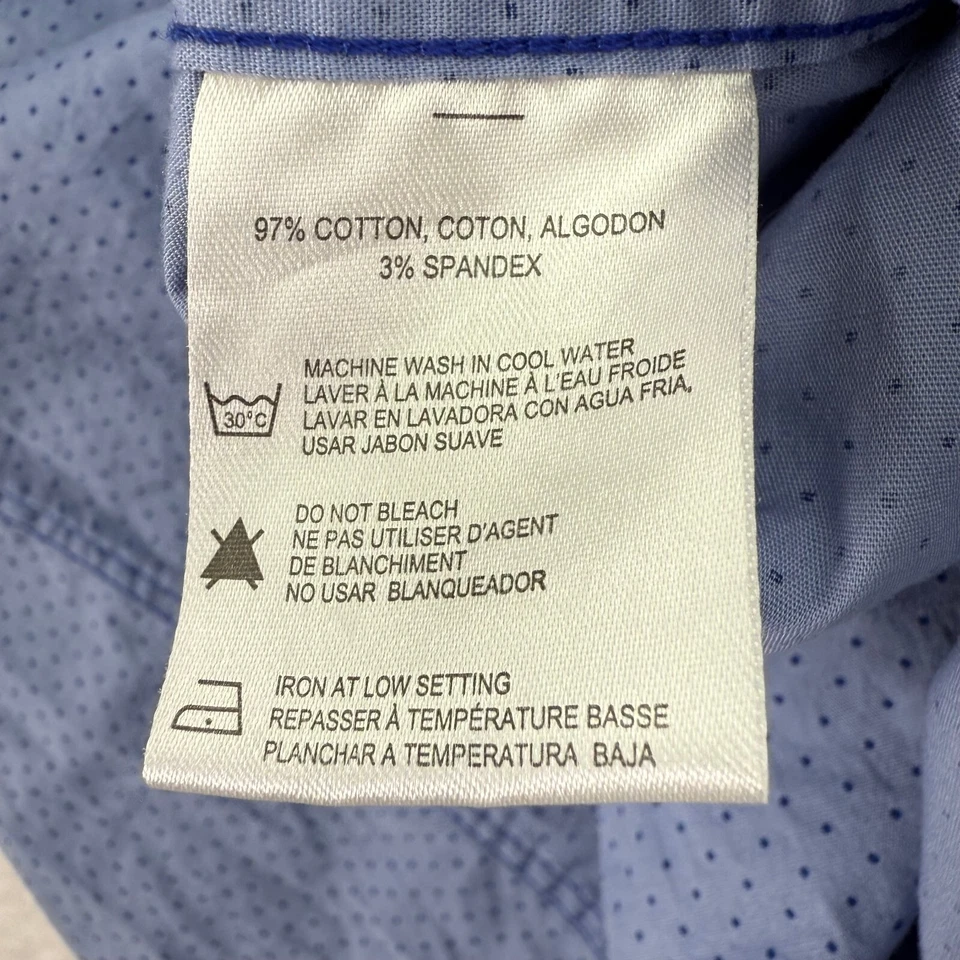 97% COTTON, COTON, ALGODON
3% SPANDEX
MACHINE WASH IN COOL WATER
LAVER À LA MACHINE À L'EAU FROIDE
LAVAR EN LAVADORA CON AGUA FRIA,
USAR JABON SUAVE
30°C
DO NOT BLEACH
NE PAS UTILISER D'AGENT
DE BLANCHIMENT
NO USAR BLANQUEADOR
IRON AT LOW SETTING
REPASSER À TEMPÉRATURE BASSE
PLANCHAR A TEMPERATURA BAJA